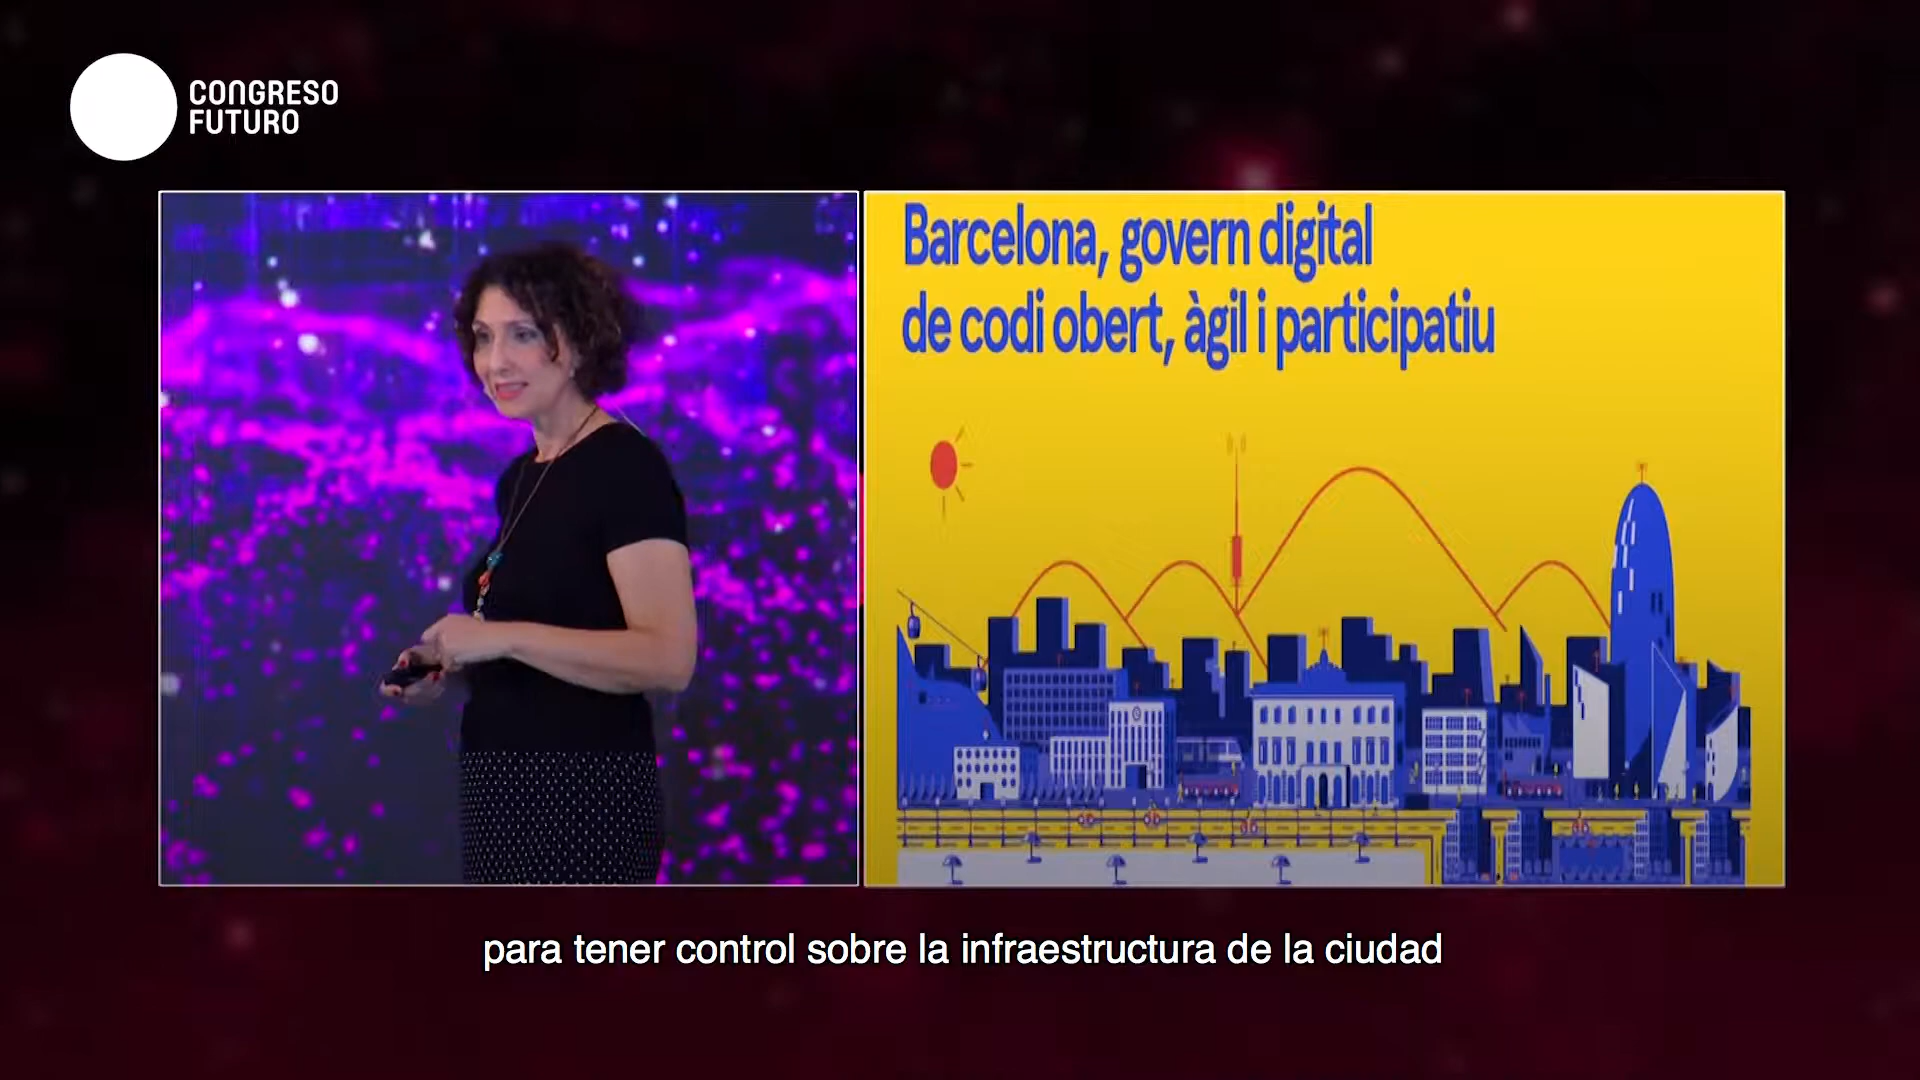 CONGRESO
FUTURO
Barcelona, govern digital
de codi obert, àgil i participatiu
para tener control sobre la infraestructura de la ciudad